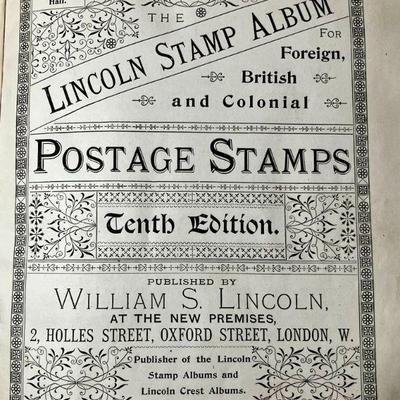 Hall.
THE
LINCOLN STAMP ALBUM
FOR
Foreign,
British
and Colonial
POSTAGE STAMPS
Tenth Edition.
PUBLISHED BY
WILLIAM S. LINCOLN,
AT THE NEW PREMISES,
2, HOLLES STREET, OXFORD STREET, LONDON, W.
Publisher of the Lincoln
Stamp Albums and
Lincoln Crest Albums.